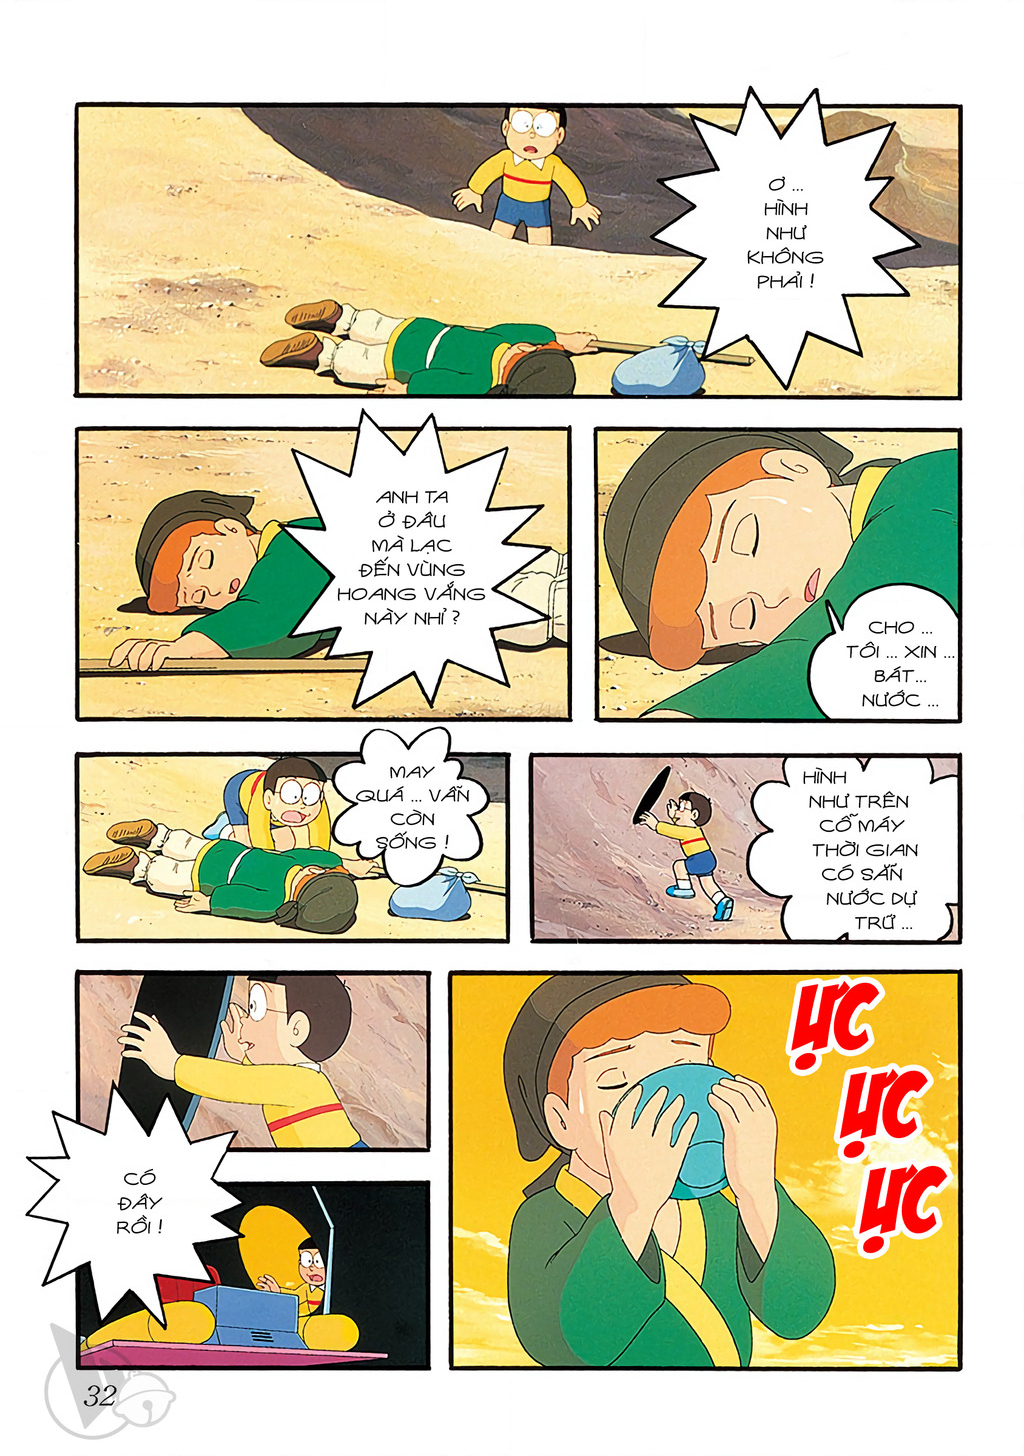 Ơ ...
HÌNH
NHƯ
KHÔNG
PHẢI !
ANH TA
Ở ĐÂU
MÀ LẠC
ĐẾN VÙNG
HOANG VẮNG
NÀY NHỈ ?
CHO ...
TÔI ... XIN ...
BÁT...
NƯỚC ...
MAY
QUÁ ... VẪN
CÒN
SỐNG !
HÌNH
NHƯ TRÊN
CỖ MÁY
THỜI GIAN
CÓ SẴN
NƯỚC DỰ
TRỮ ...
CÓ
ĐÂY
RỒI !
ỰC
ỰC
ỰC
32